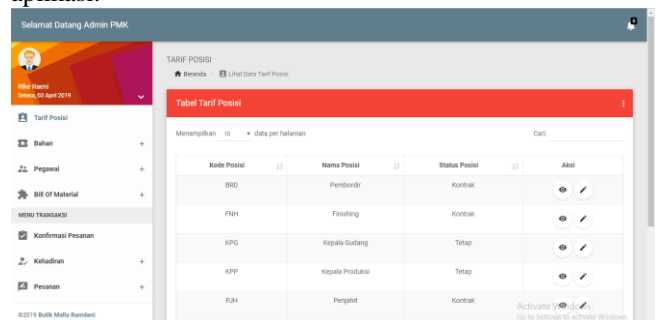 aplikasi.
Selamat Datang Admin PMK
Rike Raeni
Selasa, 03 April 2019
TARIF POSISI
Beranda
Lihat Data Tarif Posisi
Tarif Posisi
Bahan +
Pegawai +
Bill Of Material +
MENU TRANSAKSI
Konfirmasi Pesanan
Kehadiran +
Pesanan +
©2019 Butik Malla Ramdani.
Tabel Tarif Posisi
Menampilkan 10 data per halaman
Cari:
Kode Posisi Nama Posisi Status Posisi Aksi
BRD Pembordir Kontrak
FNH Finishing Kontrak
KPG Kepala Gudang Tetap
KPP Kepala Produksi Tetap
PJH Penjahit Kontrak
Activate Windows
Go to Settings to activate Windows.